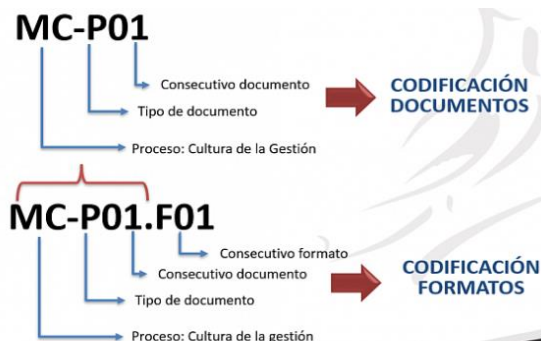 MC-P01
Consecutivo documento
Tipo de documento
Proceso: Cultura de la Gestión
CODIFICACIÓN
DOCUMENTOS
MC-P01.F01
Consecutivo formato
Consecutivo documento
Tipo de documento
Proceso: Cultura de la gestión
CODIFICACIÓN
FORMATOS